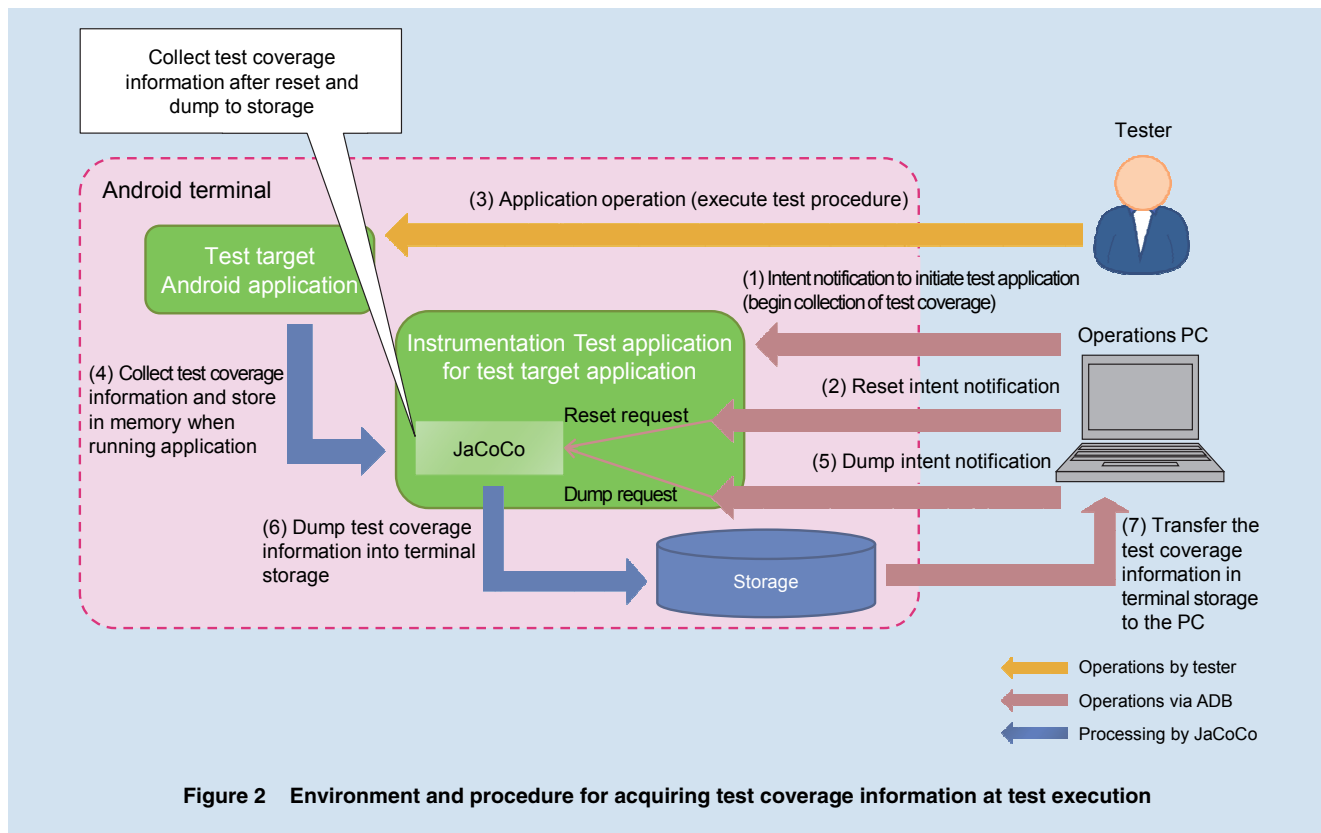 Collect test coverage
information after reset and
dump to storage
Tester
Android terminal
(3) Application operation (execute test procedure)
Test target
Android application
(1) Intent notification to initiate test application
(begin collection of test coverage)
Operations PC
Instrumentation Test application
for test target application
(4) Collect test coverage
information and store
in memory when
running application
(2) Reset intent notification
Reset request
JaCoCo
(5) Dump intent notification
Dump request
(6) Dump test coverage
information into terminal
storage
Storage
(7) Transfer the
test coverage
information in
terminal storage
to the PC
Operations by tester
Operations via ADB
Processing by JaCoCo
Figure 2 Environment and procedure for acquiring test coverage information at test execution